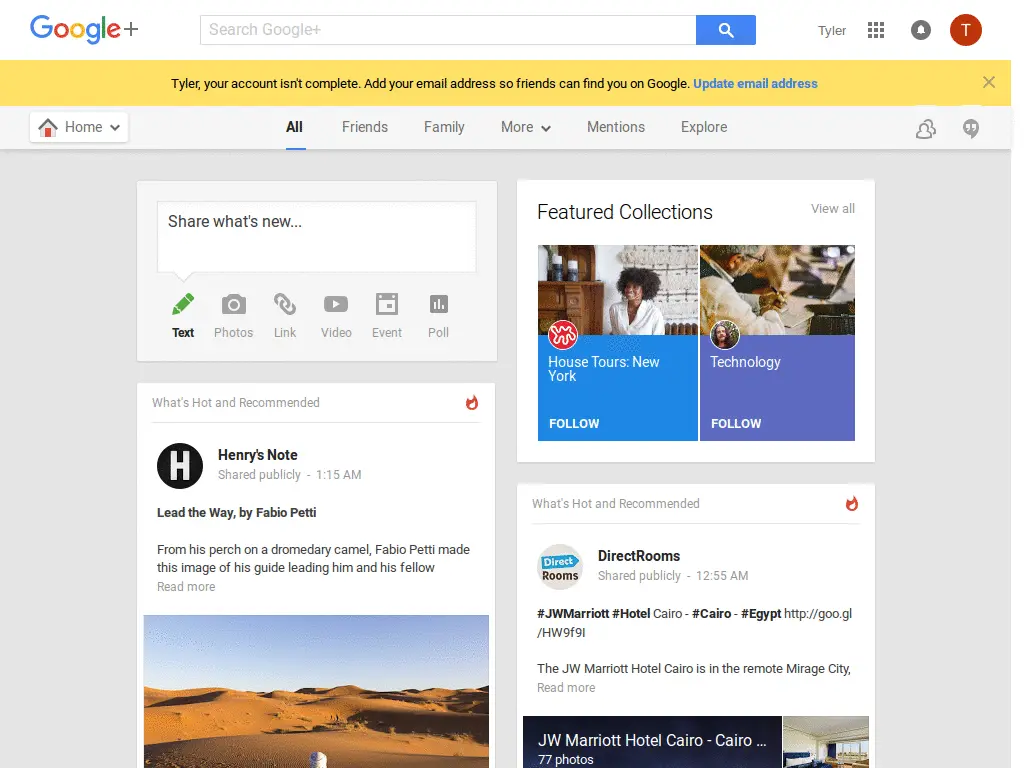 Google+
Search Google+
Tyler
T
Tyler, your account isn't complete. Add your email address so friends can find you on Google. Update email address
Home
All
Friends
Family
More
Mentions
Explore
Share what's new...
Text
Photos
Link
Video
Event
Poll
What's Hot and Recommended
H
Henry's Note
Shared publicly - 1:15 AM
Lead the Way, by Fabio Petti
From his perch on a dromedary camel, Fabio Petti made
this image of his guide leading him and his fellow
Read more
Featured Collections
View all
House Tours: New
York
FOLLOW
Technology
FOLLOW
What's Hot and Recommended
Direct
Rooms
DirectRooms
Shared publicly - 12:55 AM
#JWMarriott #Hotel Cairo - #Cairo - #Egypt http://goo.gl
/HW9f9I
The JW Marriott Hotel Cairo is in the remote Mirage City,
Read more
JW Marriott Hotel Cairo - Cairo ...
77 photos